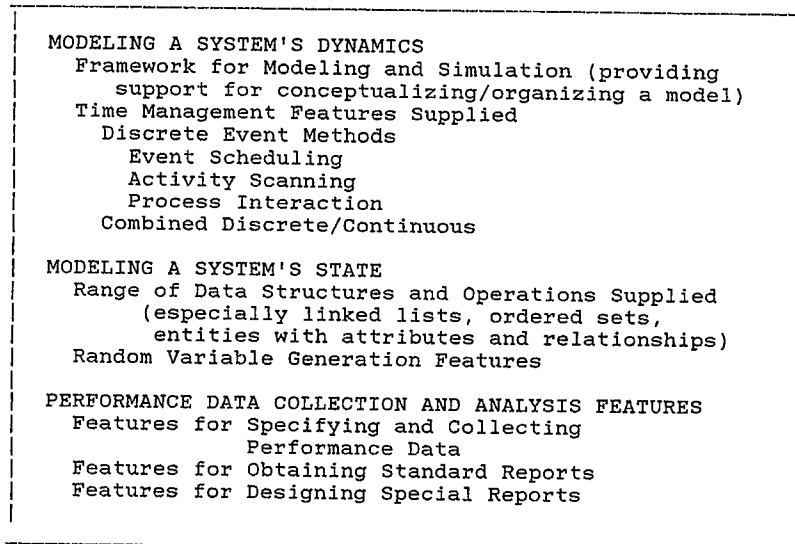 MODELING A SYSTEM'S DYNAMICS
Framework for Modeling and Simulation (providing
support for conceptualizing/organizing a model)
Time Management Features Supplied
Discrete Event Methods
Event Scheduling
Activity Scanning
Process Interaction
Combined Discrete/Continuous
MODELING A SYSTEM'S STATE
Range of Data Structures and Operations Supplied
(especially linked lists, ordered sets,
entities with attributes and relationships)
Random Variable Generation Features
PERFORMANCE DATA COLLECTION AND ANALYSIS FEATURES
Features for Specifying and Collecting
Performance Data
Features for Obtaining Standard Reports
Features for Designing Special Reports